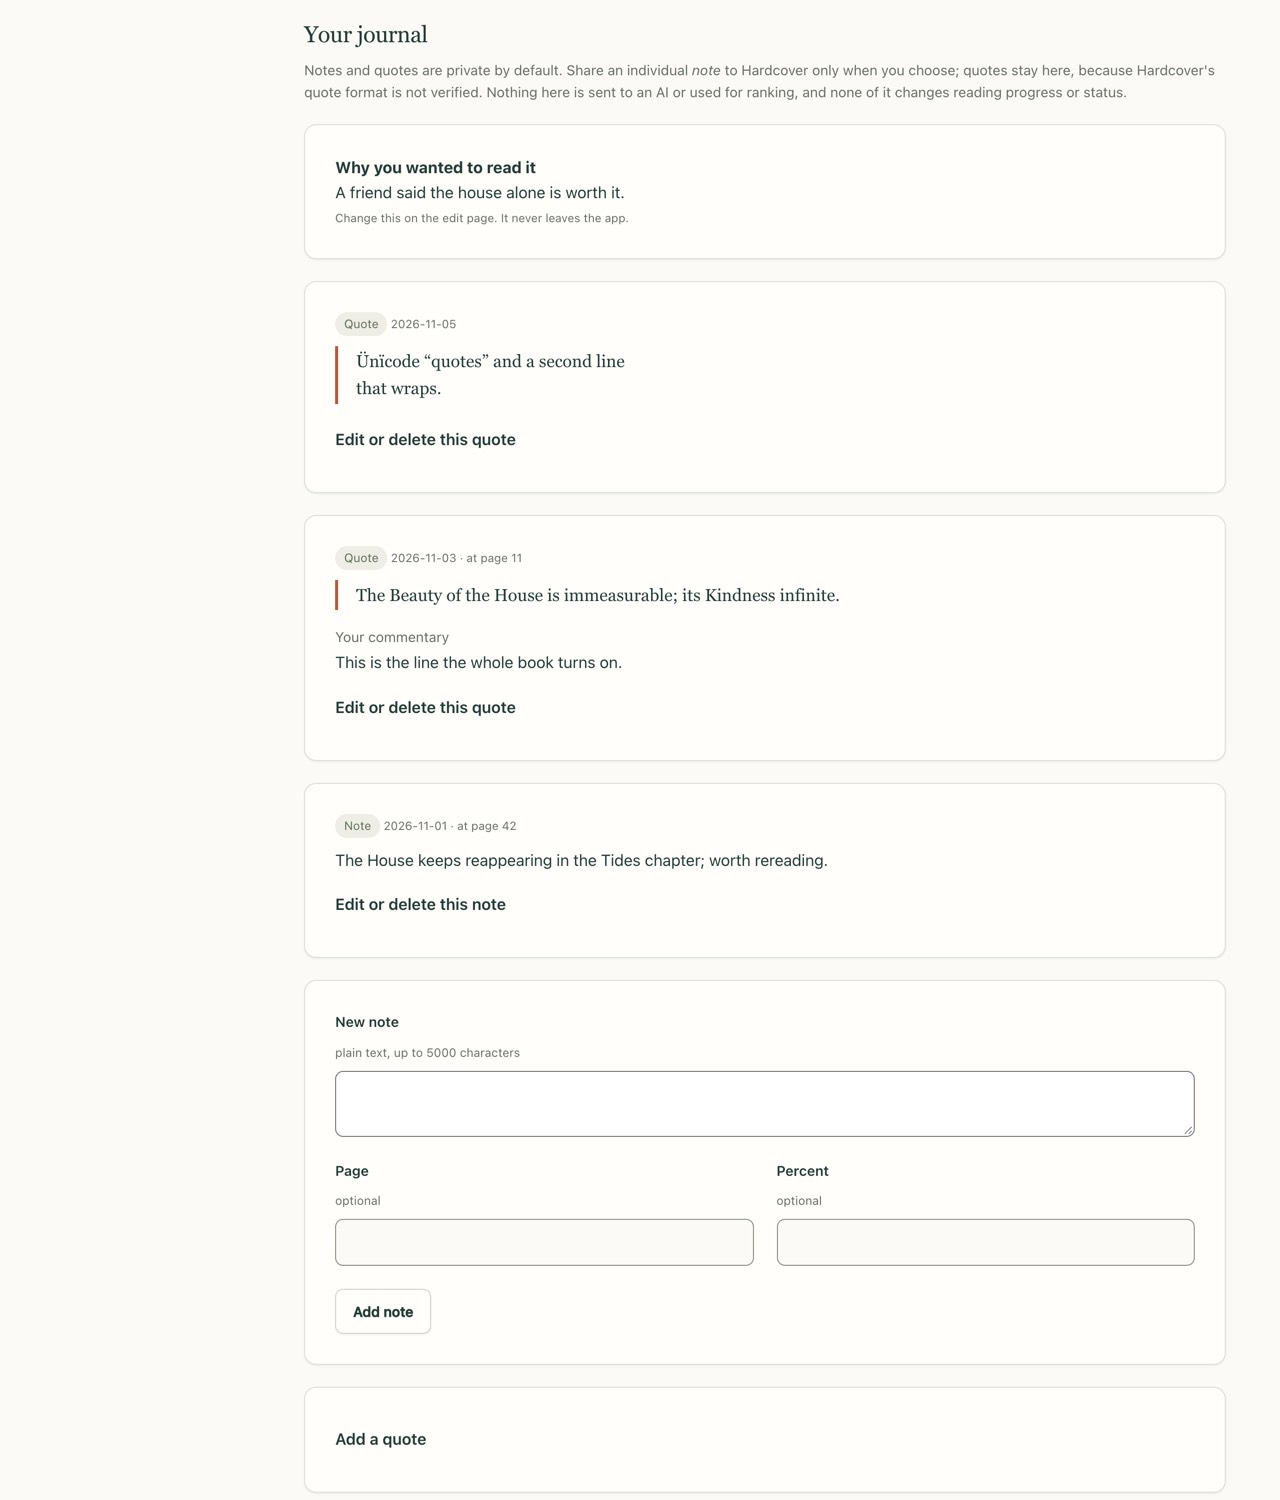 Your journal
Notes and quotes are private by default. Share an individual note to Hardcover only when you choose; quotes stay here, because Hardcover's
quote format is not verified. Nothing here is sent to an AI or used for ranking, and none of it changes reading progress or status.
Why you wanted to read it
A friend said the house alone is worth it.
Change this on the edit page. It never leaves the app.
Quote 2026-11-05
Ünïcode “quotes” and a second line
that wraps.
Edit or delete this quote
Quote 2026-11-03 · at page 11
The Beauty of the House is immeasurable; its Kindness infinite.
Your commentary
This is the line the whole book turns on.
Edit or delete this quote
Note 2026-11-01 · at page 42
The House keeps reappearing in the Tides chapter; worth rereading.
Edit or delete this note
New note
plain text, up to 5000 characters
Page Percent
optional optional
Add note
Add a quote